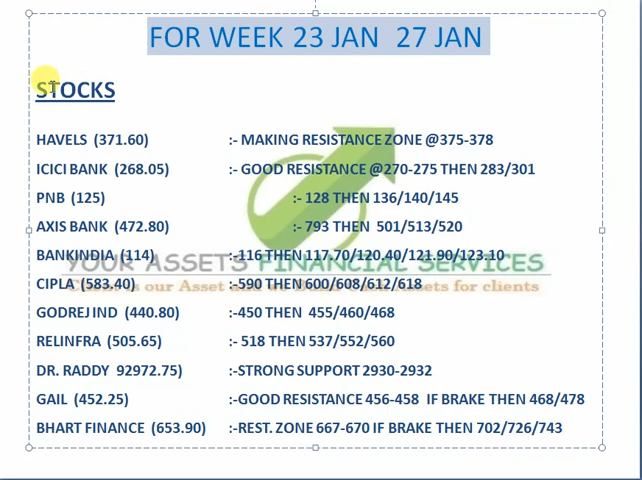 FOR WEEK 23 JAN 27 JAN
STOCKS
HAVELS (371.60) :- MAKING RESISTANCE ZONE @375-378
ICICI BANK (268.05) :- GOOD RESISTANCE @270-275 THEN 283/301
PNB (125) :- 128 THEN 136/140/145
AXIS BANK (472.80) :- 793 THEN 501/513/520
BANKINDIA (114) :-116 THEN 117.70/120.40/121.90/123.10
YOUR ASSETS FINANCIAL SERVICES
CIPLA (583.40) :-590 THEN 600/608/612/618
GODREJ IND (440.80) :-450 THEN 455/460/468
RELINFRA (505.65) :- 518 THEN 537/552/560
DR. RADDY 92972.75) :-STRONG SUPPORT 2930-2932
GAIL (452.25) :-GOOD RESISTANCE 456-458 IF BRAKE THEN 468/478
BHART FINANCE (653.90) :-REST. ZONE 667-670 IF BRAKE THEN 702/726/743